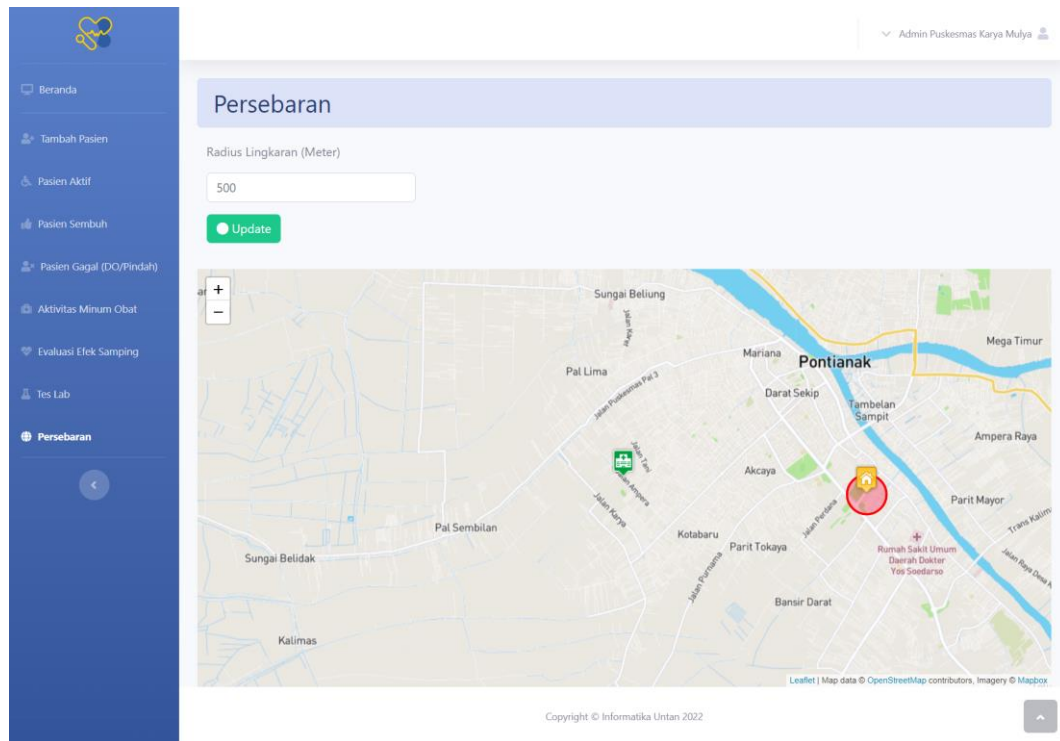 Admin Puskesmas Karya Mulya
Beranda
Tambah Pasien
Pasien Aktif
Pasien Sembuh
Pasien Gagal (DO/Pindah)
Aktivitas Minum Obat
Evaluasi Efek Samping
Tes Lab
Persebaran
Persebaran
Radius Lingkaran (Meter)
500
Update
+
−
Sungai Beliung
Jalan Karya
Mega Timur
Mariana
Pontianak
Pal Lima
Jalan Puskesmas Pal 3
Darat Sekip
Tambelan
Sampit
Ampera Raya
Jalan Tani
Akcaya
Jalan Ampera
Jalan Karya
Jalan Perdana
Parit Mayor
Trans Kalim
Pal Sembilan
Kotabaru
Parit Tokaya
Rumah Sakit Umum
Daerah Dokter
Yos Soedarso
Jalan Raya Desa
Sungai Belidak
Jalan Purnama
Bansir Darat
Kalimas
Leaflet | Map data © OpenStreetMap contributors, Imagery © Mapbox
Copyright © Informatika Untan 2022